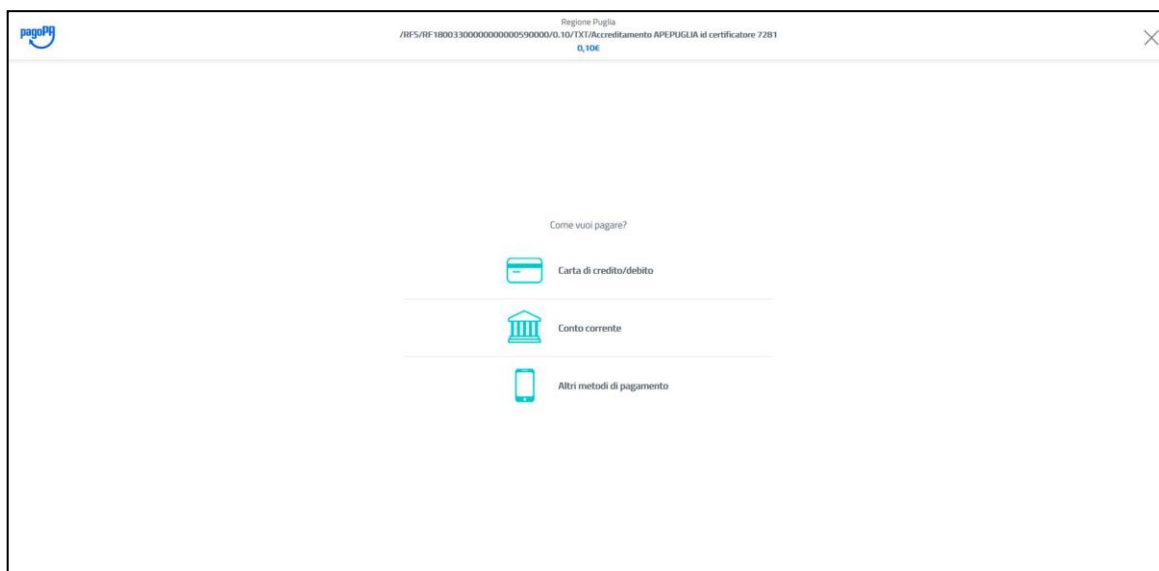 pagoPA
Regione Puglia
/RFS/RF18003300000000000590000/0.10/TXT/Accreditamento APEPUGLIA id certificatore 7281
0,10€
Come vuoi pagare?
Carta di credito/debito
Conto corrente
Altri metodi di pagamento